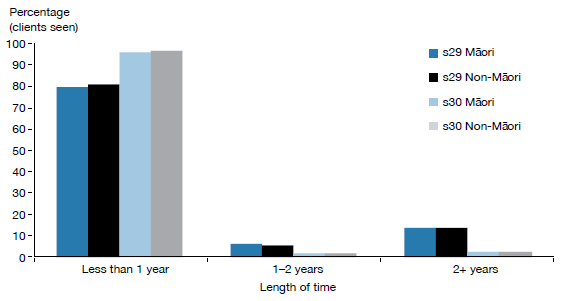 Percentage
(clients seen)
100
90
80
70
60
50
40
30
20
10
0
s29 Māori
s29 Non-Māori
s30 Māori
s30 Non-Māori
Less than 1 year
1–2 years
2+ years
Length of time